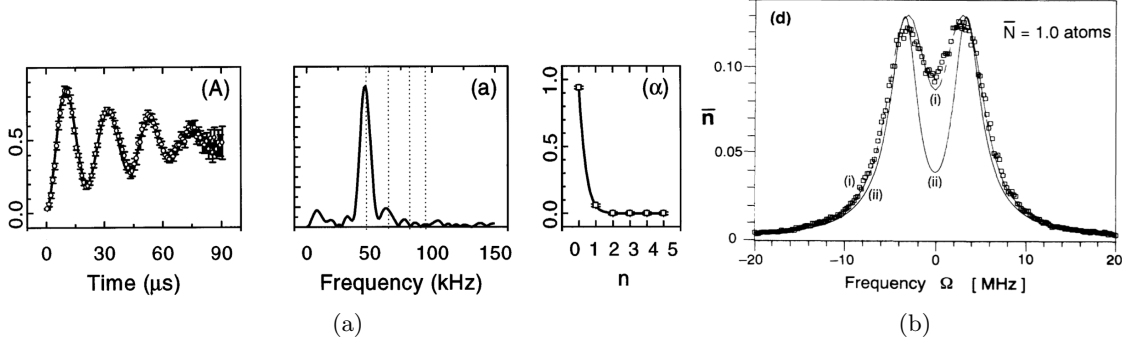 (A)
0.5
0.0
0
30
60
90
Time (μs)
(a)
0
50
100
150
Frequency (kHz)
(α)
1.0
0.5
0.0
0 1 2 3 4 5
n
(a)
(d)
N̅ = 1.0 atoms
0.10
n̅
0.05
0
(i)
(ii)
(i)
(ii)
-20
-10
0
10
20
Frequency Ω [ MHz ]
(b)